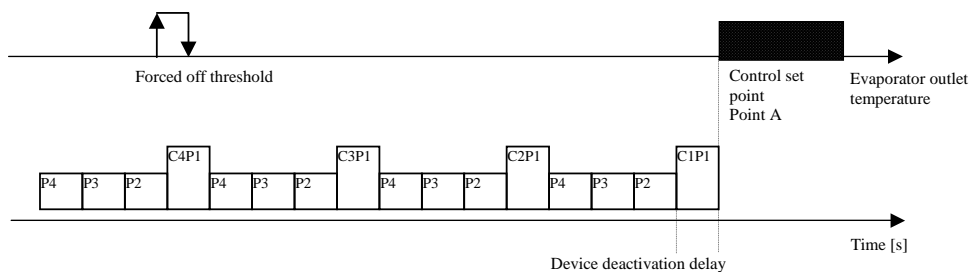 Forced off threshold
Control set
point
Point A
Evaporator outlet
temperature
C4P1 C3P1 C2P1 C1P1
P4 P3 P2 P4 P3 P2 P4 P3 P2 P4 P3 P2
Time [s]
Device deactivation delay